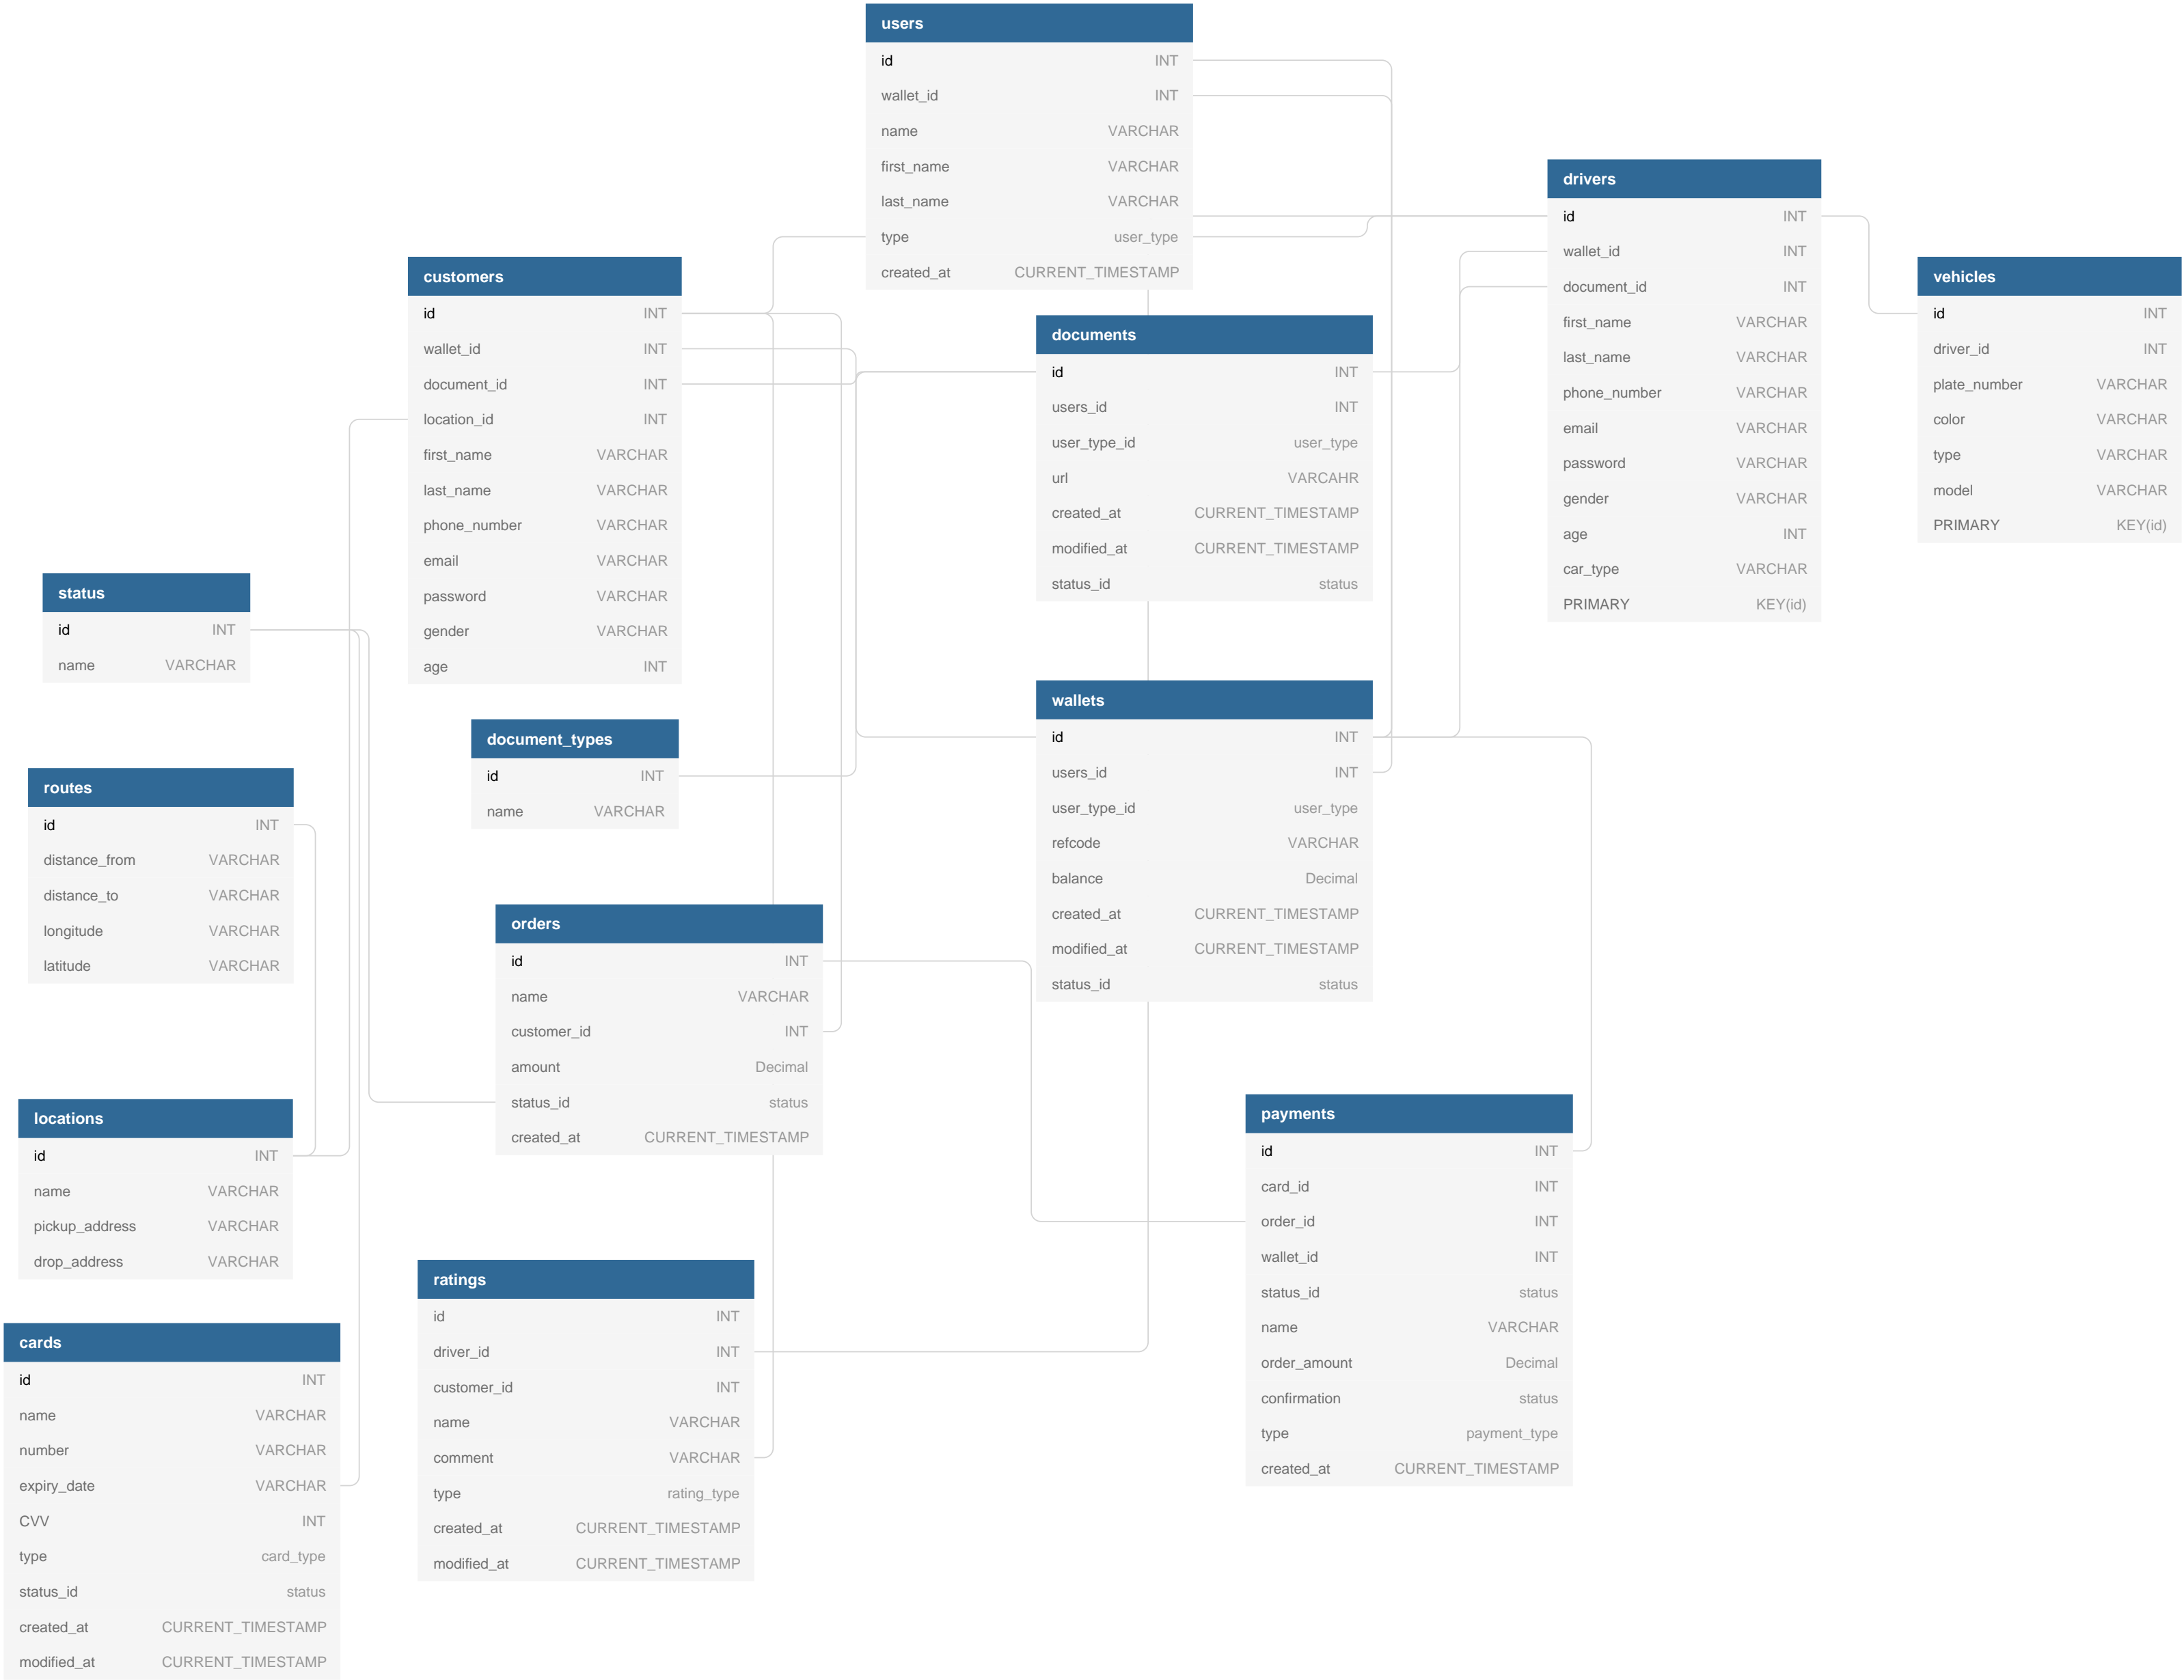 users
id INT
wallet_id INT
name VARCHAR
first_name VARCHAR
last_name VARCHAR
type user_type
created_at CURRENT_TIMESTAMP
drivers
id INT
wallet_id INT
document_id INT
first_name VARCHAR
last_name VARCHAR
phone_number VARCHAR
email VARCHAR
password VARCHAR
gender VARCHAR
age INT
car_type VARCHAR
PRIMARY KEY(id)
customers
id INT
wallet_id INT
document_id INT
location_id INT
first_name VARCHAR
last_name VARCHAR
phone_number VARCHAR
email VARCHAR
password VARCHAR
gender VARCHAR
age INT
vehicles
id INT
driver_id INT
plate_number VARCHAR
color VARCHAR
type VARCHAR
model VARCHAR
PRIMARY KEY(id)
documents
id INT
users_id INT
user_type_id user_type
url VARCAHR
created_at CURRENT_TIMESTAMP
modified_at CURRENT_TIMESTAMP
status_id status
status
id INT
name VARCHAR
wallets
id INT
users_id INT
user_type_id user_type
refcode VARCHAR
balance Decimal
created_at CURRENT_TIMESTAMP
modified_at CURRENT_TIMESTAMP
status_id status
document_types
id INT
name VARCHAR
routes
id INT
distance_from VARCHAR
distance_to VARCHAR
longitude VARCHAR
latitude VARCHAR
orders
id INT
name VARCHAR
customer_id INT
amount Decimal
status_id status
created_at CURRENT_TIMESTAMP
locations
id INT
name VARCHAR
pickup_address VARCHAR
drop_address VARCHAR
payments
id INT
card_id INT
order_id INT
wallet_id INT
status_id status
name VARCHAR
order_amount Decimal
confirmation status
type payment_type
created_at CURRENT_TIMESTAMP
ratings
id INT
driver_id INT
customer_id INT
name VARCHAR
comment VARCHAR
type rating_type
created_at CURRENT_TIMESTAMP
modified_at CURRENT_TIMESTAMP
cards
id INT
name VARCHAR
number VARCHAR
expiry_date VARCHAR
CVV INT
type card_type
status_id status
created_at CURRENT_TIMESTAMP
modified_at CURRENT_TIMESTAMP